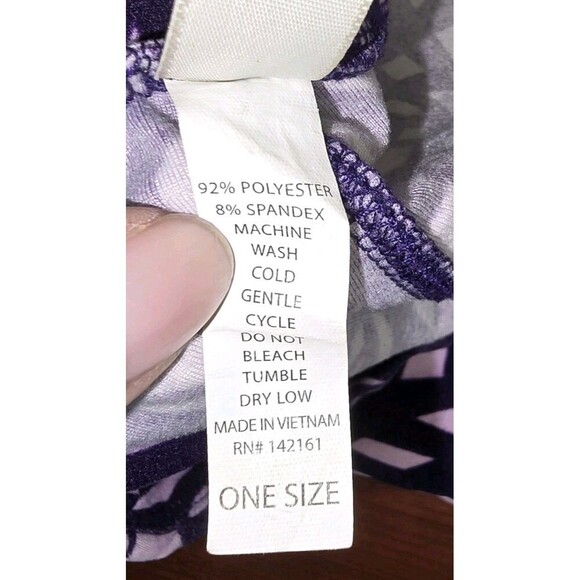 92% POLYESTER
8% SPANDEX
MACHINE
WASH
COLD
GENTLE
CYCLE
DO NOT
BLEACH
TUMBLE
DRY LOW
MADE IN VIETNAM
RN# 142161
ONE SIZE